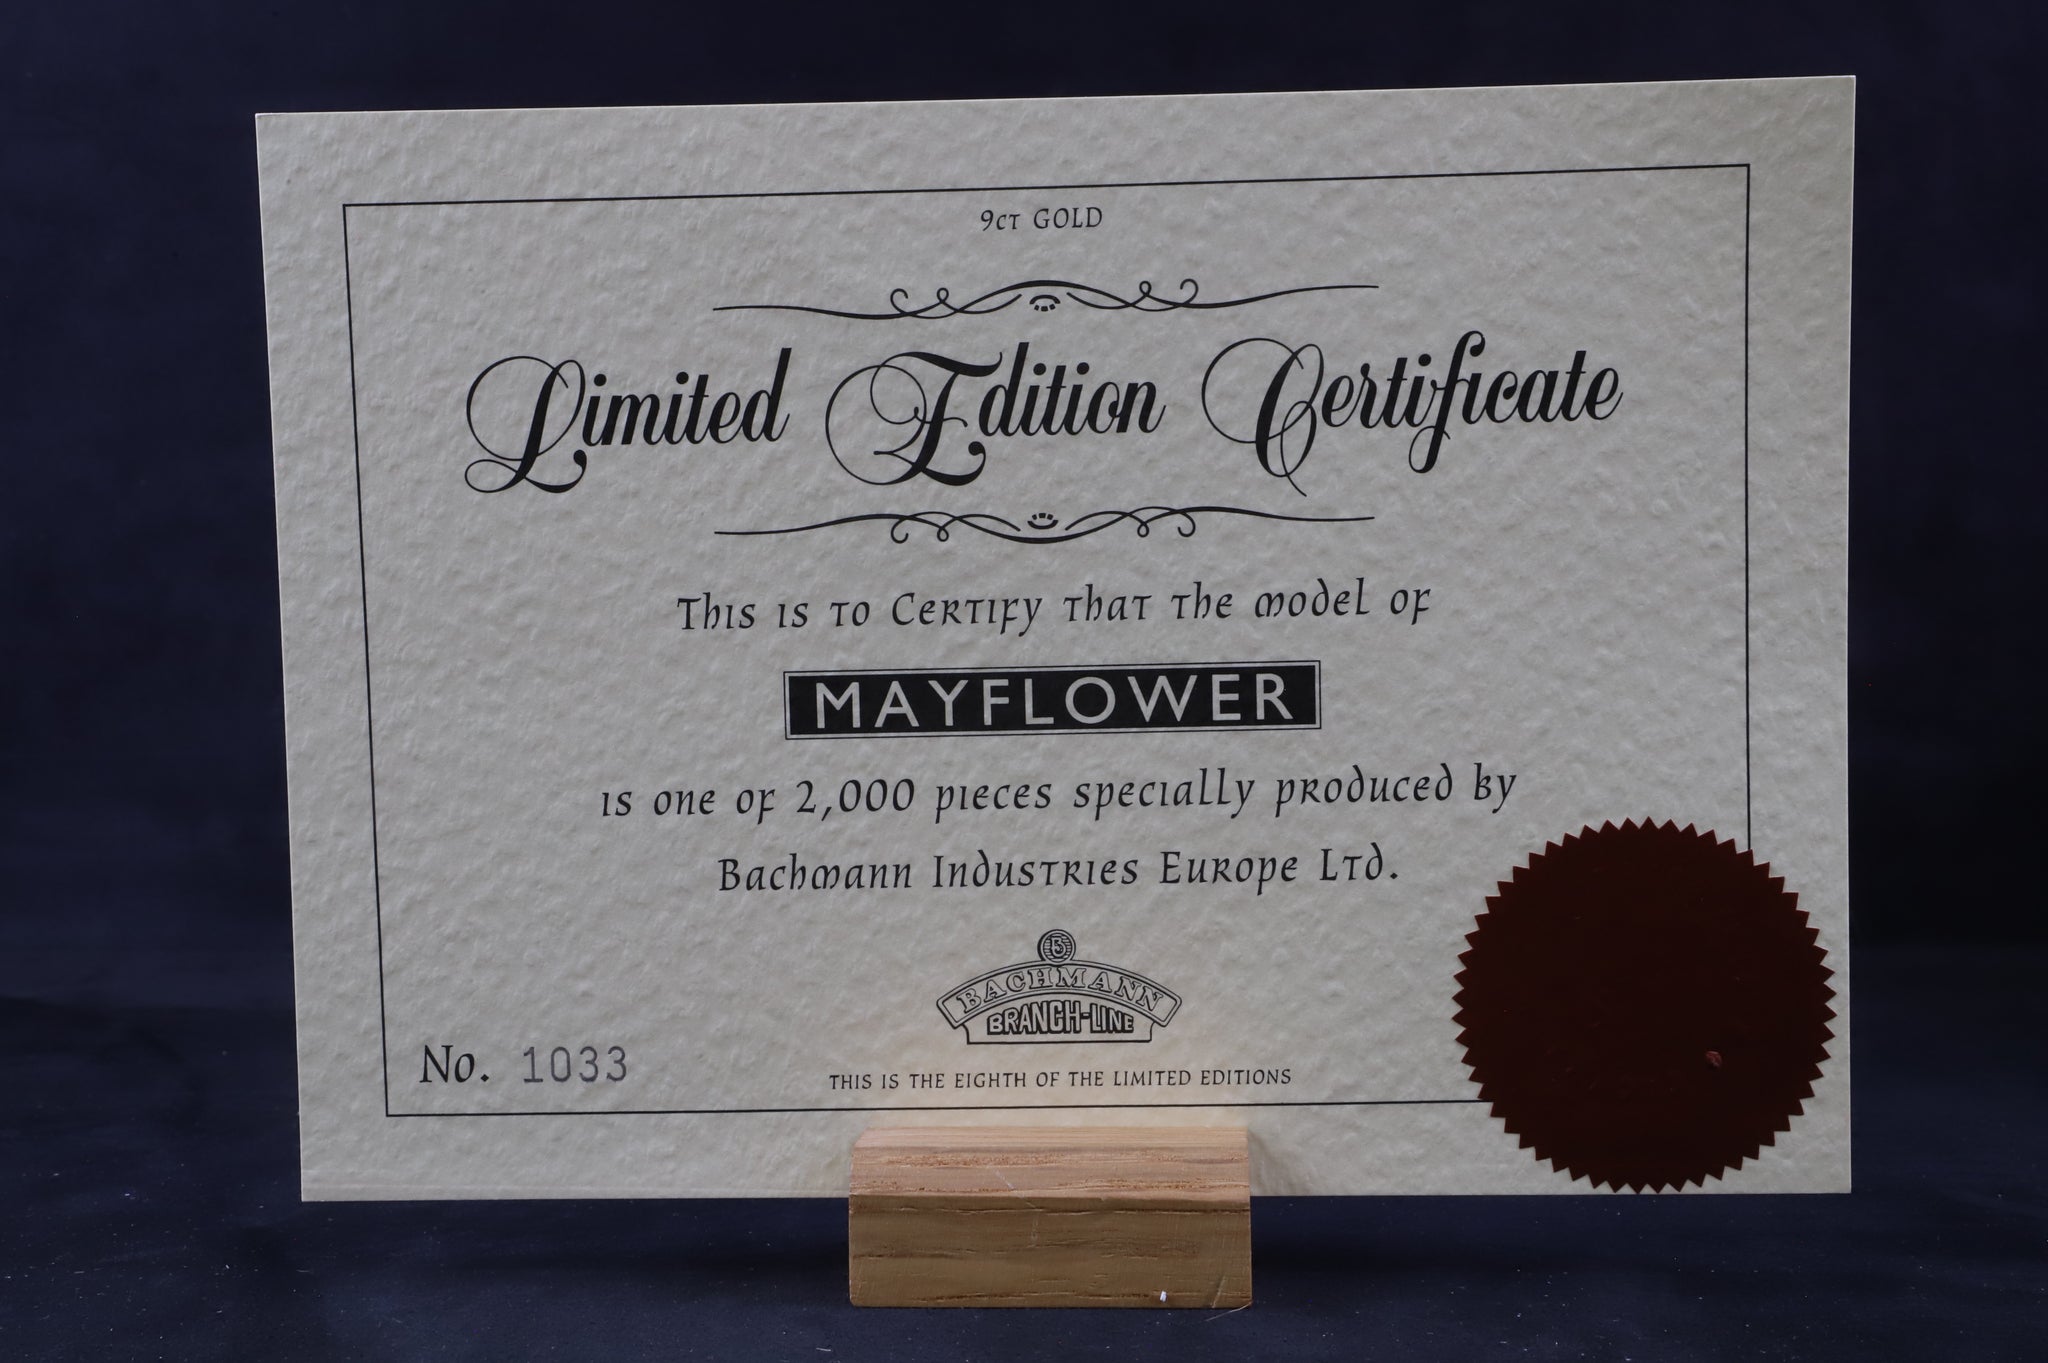 9ct GOLD
Limited Edition Certificate
This is to Certify that the model of
MAYFLOWER
is one of 2,000 pieces specially produced by
Bachmann Industries Europe Ltd.
B
BACHMANN
BRANCH-LINE
No. 1033
THIS IS THE EIGHTH OF THE LIMITED EDITIONS